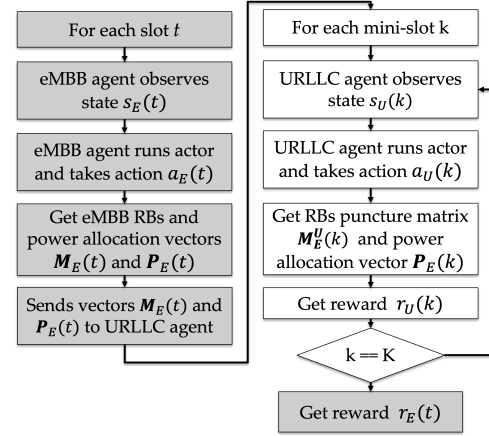 For each slot t
eMBB agent observes
state s_E(t)
eMBB agent runs actor
and takes action a_E(t)
Get eMBB RBs and
power allocation vectors
M_E(t) and P_E(t)
Sends vectors M_E(t) and
P_E(t) to URLLC agent
For each mini-slot k
URLLC agent observes
state s_U(k)
URLLC agent runs actor
and takes action a_U(k)
Get RBs puncture matrix
M_E^U(k) and power
allocation vector P_E(k)
Get reward r_U(k)
k == K
Get reward r_E(t)